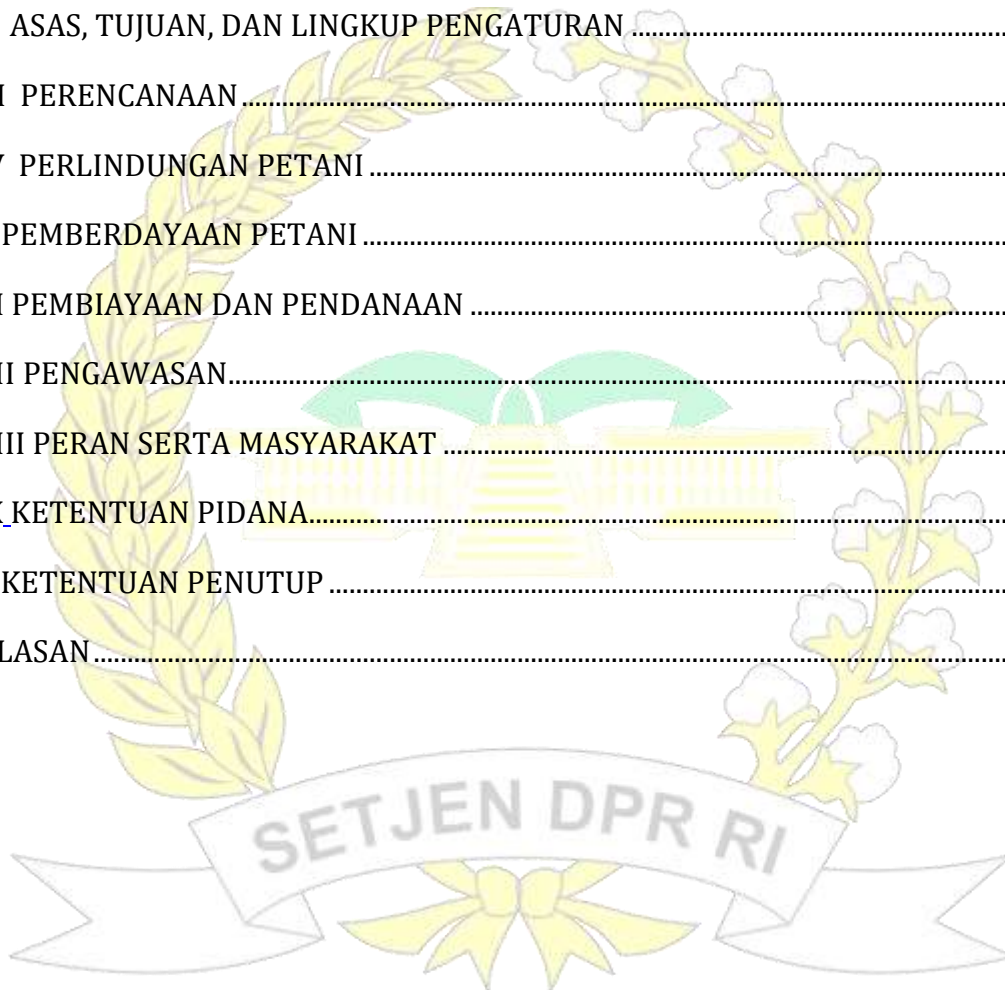 ASAS, TUJUAN, DAN LINGKUP PENGATURAN ........................................................
I PERENCANAAN ........................................................
V PERLINDUNGAN PETANI ........................................................
PEMBERDAYAAN PETANI ........................................................
I PEMBIAYAAN DAN PENDANAAN ........................................................
II PENGAWASAN ........................................................
III PERAN SERTA MASYARAKAT ........................................................
X KETENTUAN PIDANA ........................................................
KETENTUAN PENUTUP ........................................................
LASAN ........................................................
SETJEN DPR RI